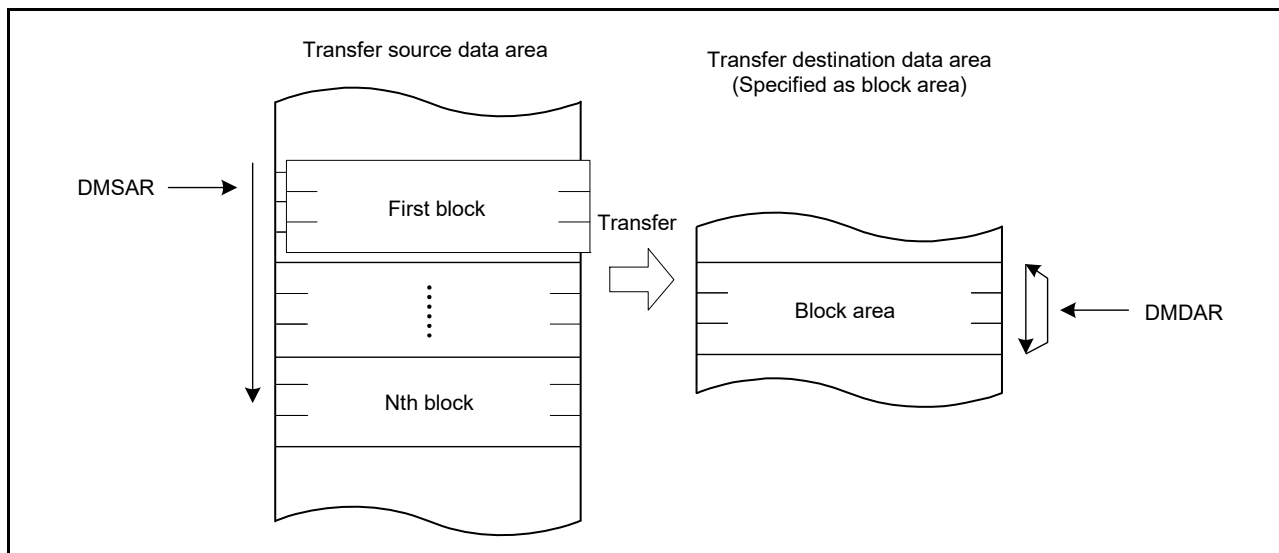 Transfer source data area
Transfer destination data area
(Specified as block area)
DMSAR
First block
Transfer
Block area
DMDAR
Nth block